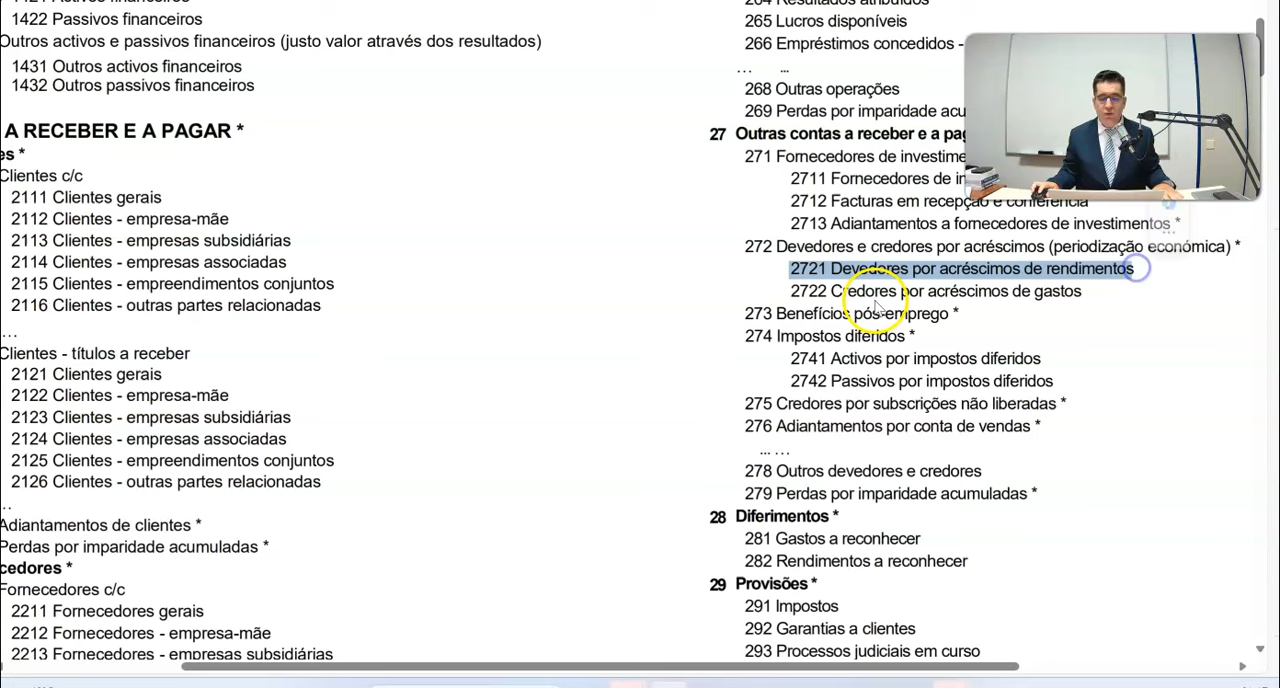 1422 Passivos financeiros
Outros activos e passivos financeiros (justo valor através dos resultados)
1431 Outros activos financeiros
1432 Outros passivos financeiros
A RECEBER E A PAGAR *
es *
Clientes c/c
2111 Clientes gerais
2112 Clientes - empresa-mãe
2113 Clientes - empresas subsidiárias
2114 Clientes - empresas associadas
2115 Clientes - empreendimentos conjuntos
2116 Clientes - outras partes relacionadas
...
Clientes - títulos a receber
2121 Clientes gerais
2122 Clientes - empresa-mãe
2123 Clientes - empresas subsidiárias
2124 Clientes - empresas associadas
2125 Clientes - empreendimentos conjuntos
2126 Clientes - outras partes relacionadas
..
Adiantamentos de clientes *
Perdas por imparidade acumuladas *
cedores *
Fornecedores c/c
2211 Fornecedores gerais
2212 Fornecedores - empresa-mãe
2213 Fornecedores - empresas subsidiárias
264 Resultados atribuídos
265 Lucros disponíveis
266 Empréstimos concedidos -
... ...
268 Outras operações
269 Perdas por imparidade acu
27 Outras contas a receber e a pag
271 Fornecedores de investime
2711 Fornecedores de in
2712 Facturas em recepção e conferência
2713 Adiantamentos a fornecedores de investimentos *
272 Devedores e credores por acréscimos (periodização económica) *
2721 Devedores por acréscimos de rendimentos
2722 Credores por acréscimos de gastos
273 Benefícios pós-emprego *
274 Impostos diferidos *
2741 Activos por impostos diferidos
2742 Passivos por impostos diferidos
275 Credores por subscrições não liberadas *
276 Adiantamentos por conta de vendas *
... ...
278 Outros devedores e credores
279 Perdas por imparidade acumuladas *
28 Diferimentos *
281 Gastos a reconhecer
282 Rendimentos a reconhecer
29 Provisões *
291 Impostos
292 Garantias a clientes
293 Processos judiciais em curso